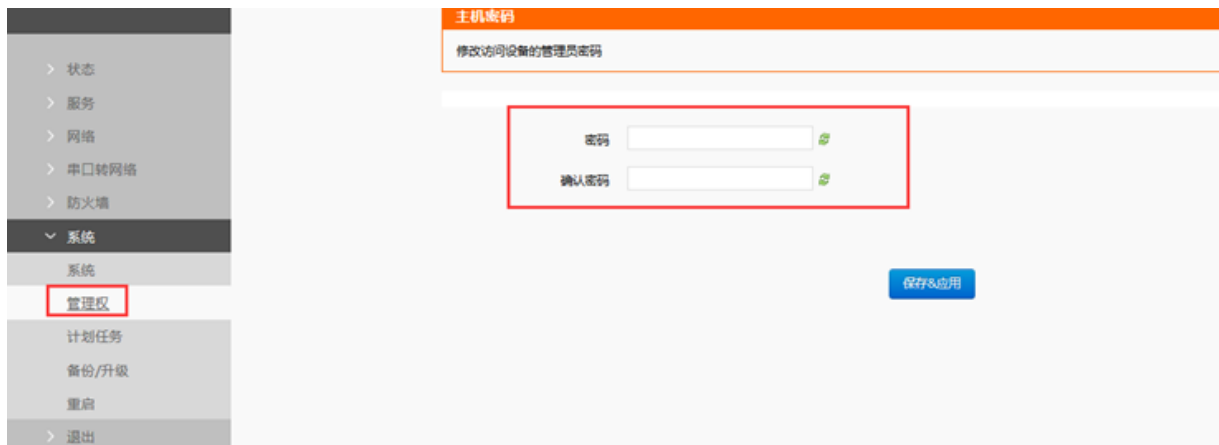 主机密码
修改访问设备的管理员密码
状态
服务
网络
串口转网络
防火墙
系统
系统
管理权
计划任务
备份/升级
重启
退出
密码
确认密码
保存&应用